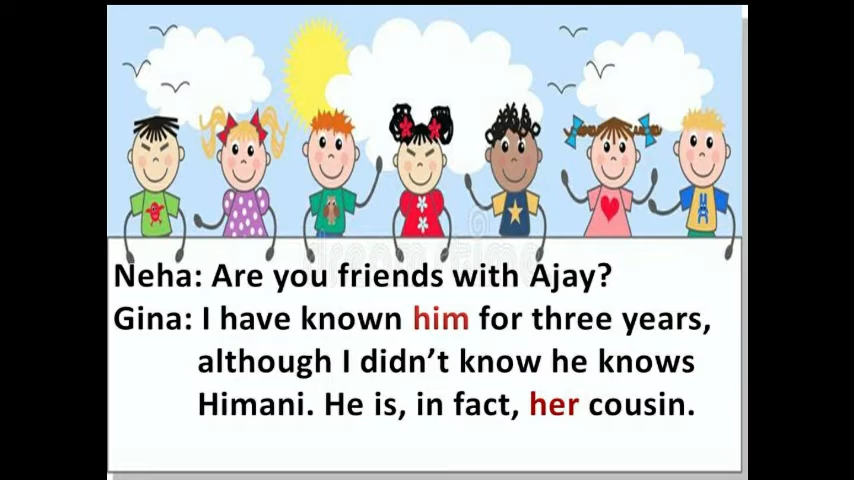 Neha: Are you friends with Ajay?
Gina: I have known him for three years,
although I didn’t know he knows
Himani. He is, in fact, her cousin.